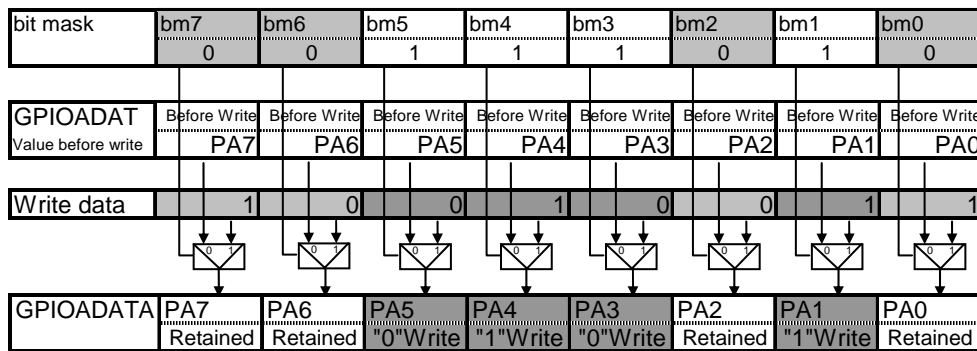 bit mask bm7 bm6 bm5 bm4 bm3 bm2 bm1 bm0
0 0 1 1 1 0 1 0
GPIOADAT Before Write Before Write Before Write Before Write Before Write Before Write Before Write Before Write
Value before write PA7 PA6 PA5 PA4 PA3 PA2 PA1 PA0
Write data 1 0 0 1 0 0 1 1
0 1 0 1 0 1 0 1 0 1 0 1 0 1 0 1
GPIOADATA PA7 PA6 PA5 PA4 PA3 PA2 PA1 PA0
Retained Retained "0"Write "1"Write "0"Write Retained "1"Write Retained